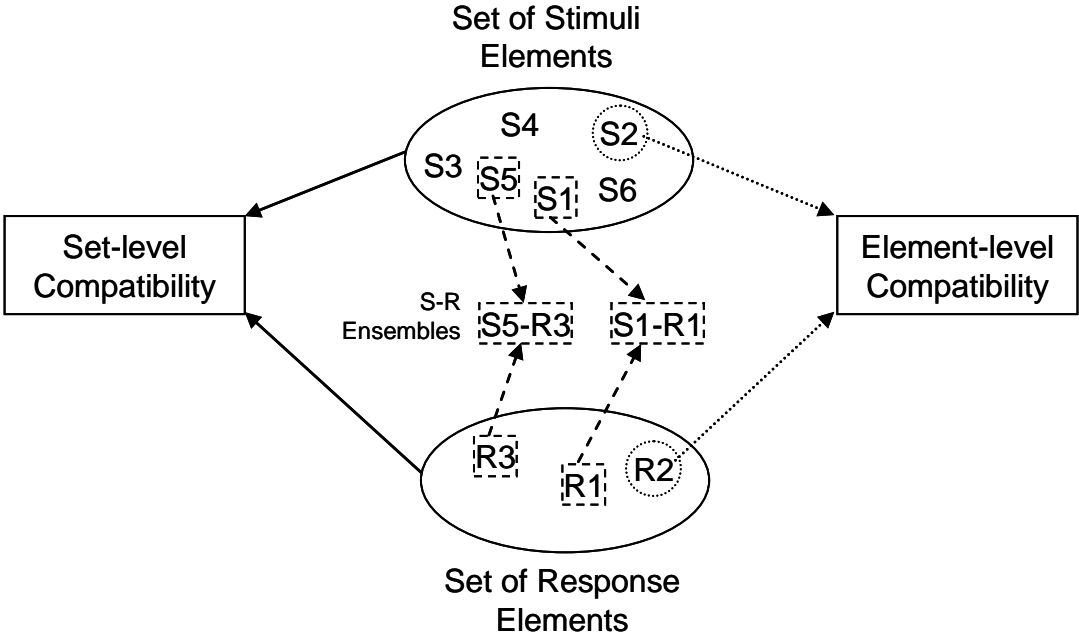 Set of Stimuli
Elements
S4
S2
S3
S5
S1
S6
Set-level
Compatibility
Element-level
Compatibility
S-R
Ensembles
S5-R3
S1-R1
R3
R1
R2
Set of Response
Elements